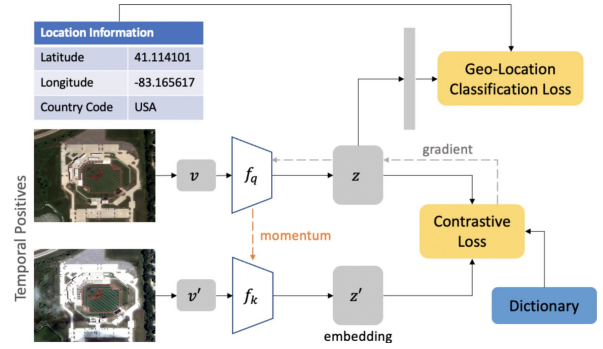 Location Information
Latitude 41.114101
Longitude -83.165617
Country Code USA
Geo-Location
Classification Loss
Temporal Positives
v
f_q
z
gradient
momentum
Contrastive
Loss
v'
f_k
z'
embedding
Dictionary